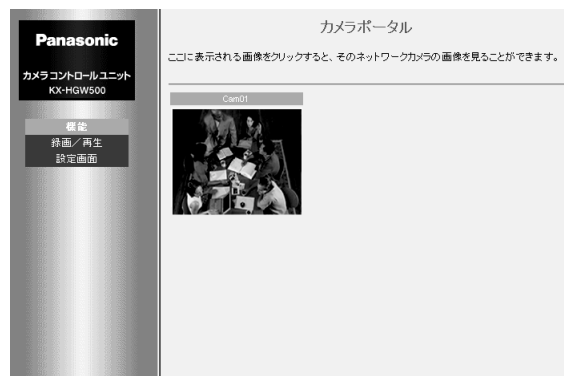 Panasonic
カメラコントロールユニット
KX-HGW500
機能
録画／再生
設定画面
カメラポータル
ここに表示される画像をクリックすると、そのネットワークカメラの画像を見ることができます。
Cam01